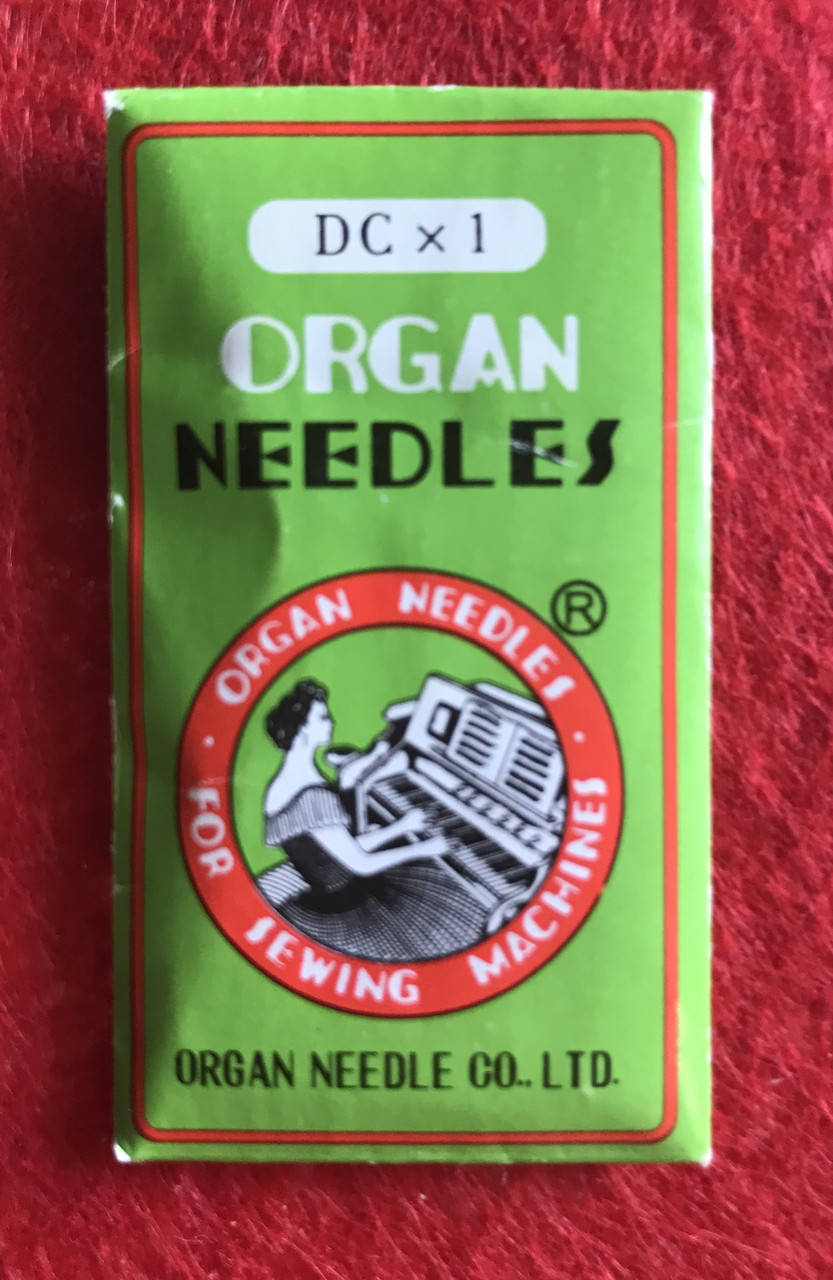 DC × 1
ORGAN
NEEDLES
®
ORGAN NEEDLES
· FOR SEWING MACHINES ·
ORGAN NEEDLE CO., LTD.